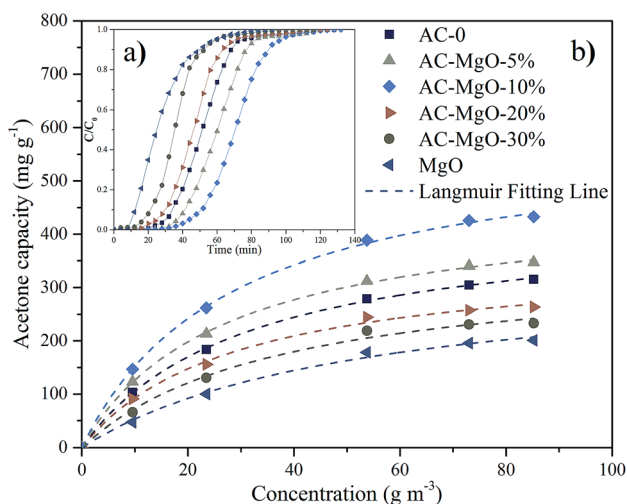 800
700
600
500
400
300
200
100
0
Acetone capacity (mg g⁻¹)
a)
1.0
0.8
0.6
0.4
0.2
0.0
C/C₀
0 20 40 60 80 100 120 140
Time (min)
b)
AC-0
AC-MgO-5%
AC-MgO-10%
AC-MgO-20%
AC-MgO-30%
MgO
Langmuir Fitting Line
0 20 40 60 80 100
Concentration (g m⁻³)